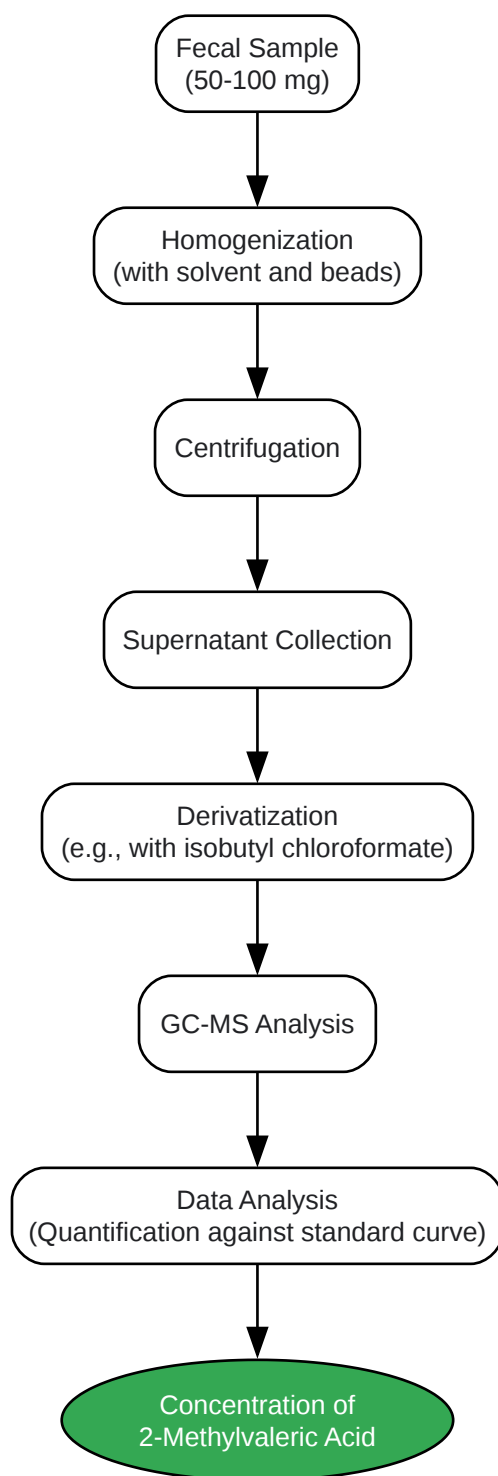 Fecal Sample
(50-100 mg)
Homogenization
(with solvent and beads)
Centrifugation
Supernatant Collection
Derivatization
(e.g., with isobutyl chloroformate)
GC-MS Analysis
Data Analysis
(Quantification against standard curve)
Concentration of
2-Methylvaleric Acid